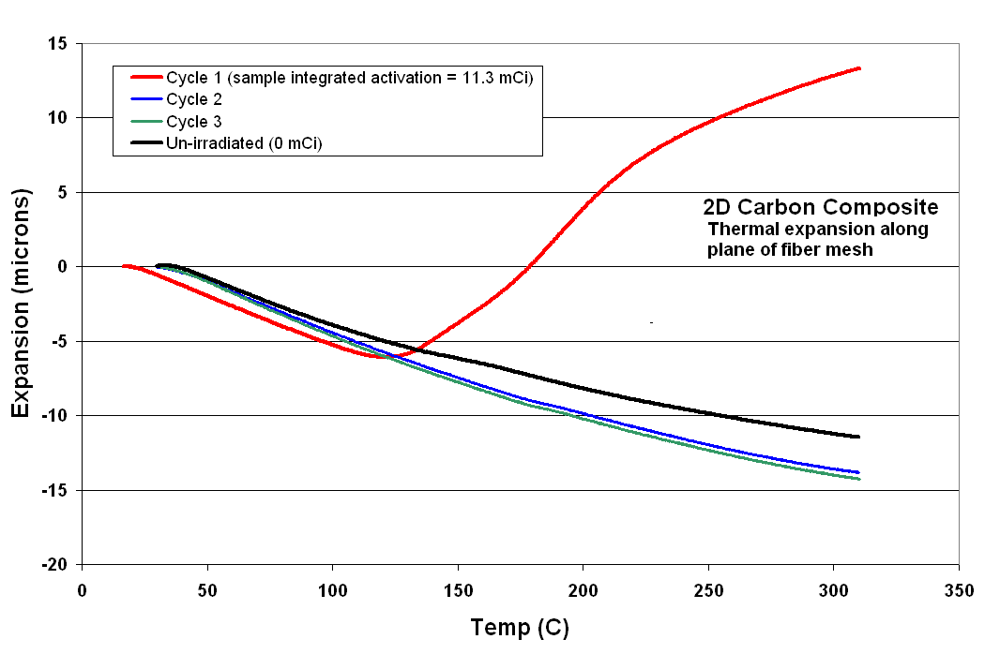 15
10
5
0
-5
-10
-15
-20
Expansion (microns)
Cycle 1 (sample integrated activation = 11.3 mCi)
Cycle 2
Cycle 3
Un-irradiated (0 mCi)
2D Carbon Composite
Thermal expansion along
plane of fiber mesh
0 50 100 150 200 250 300 350
Temp (C)